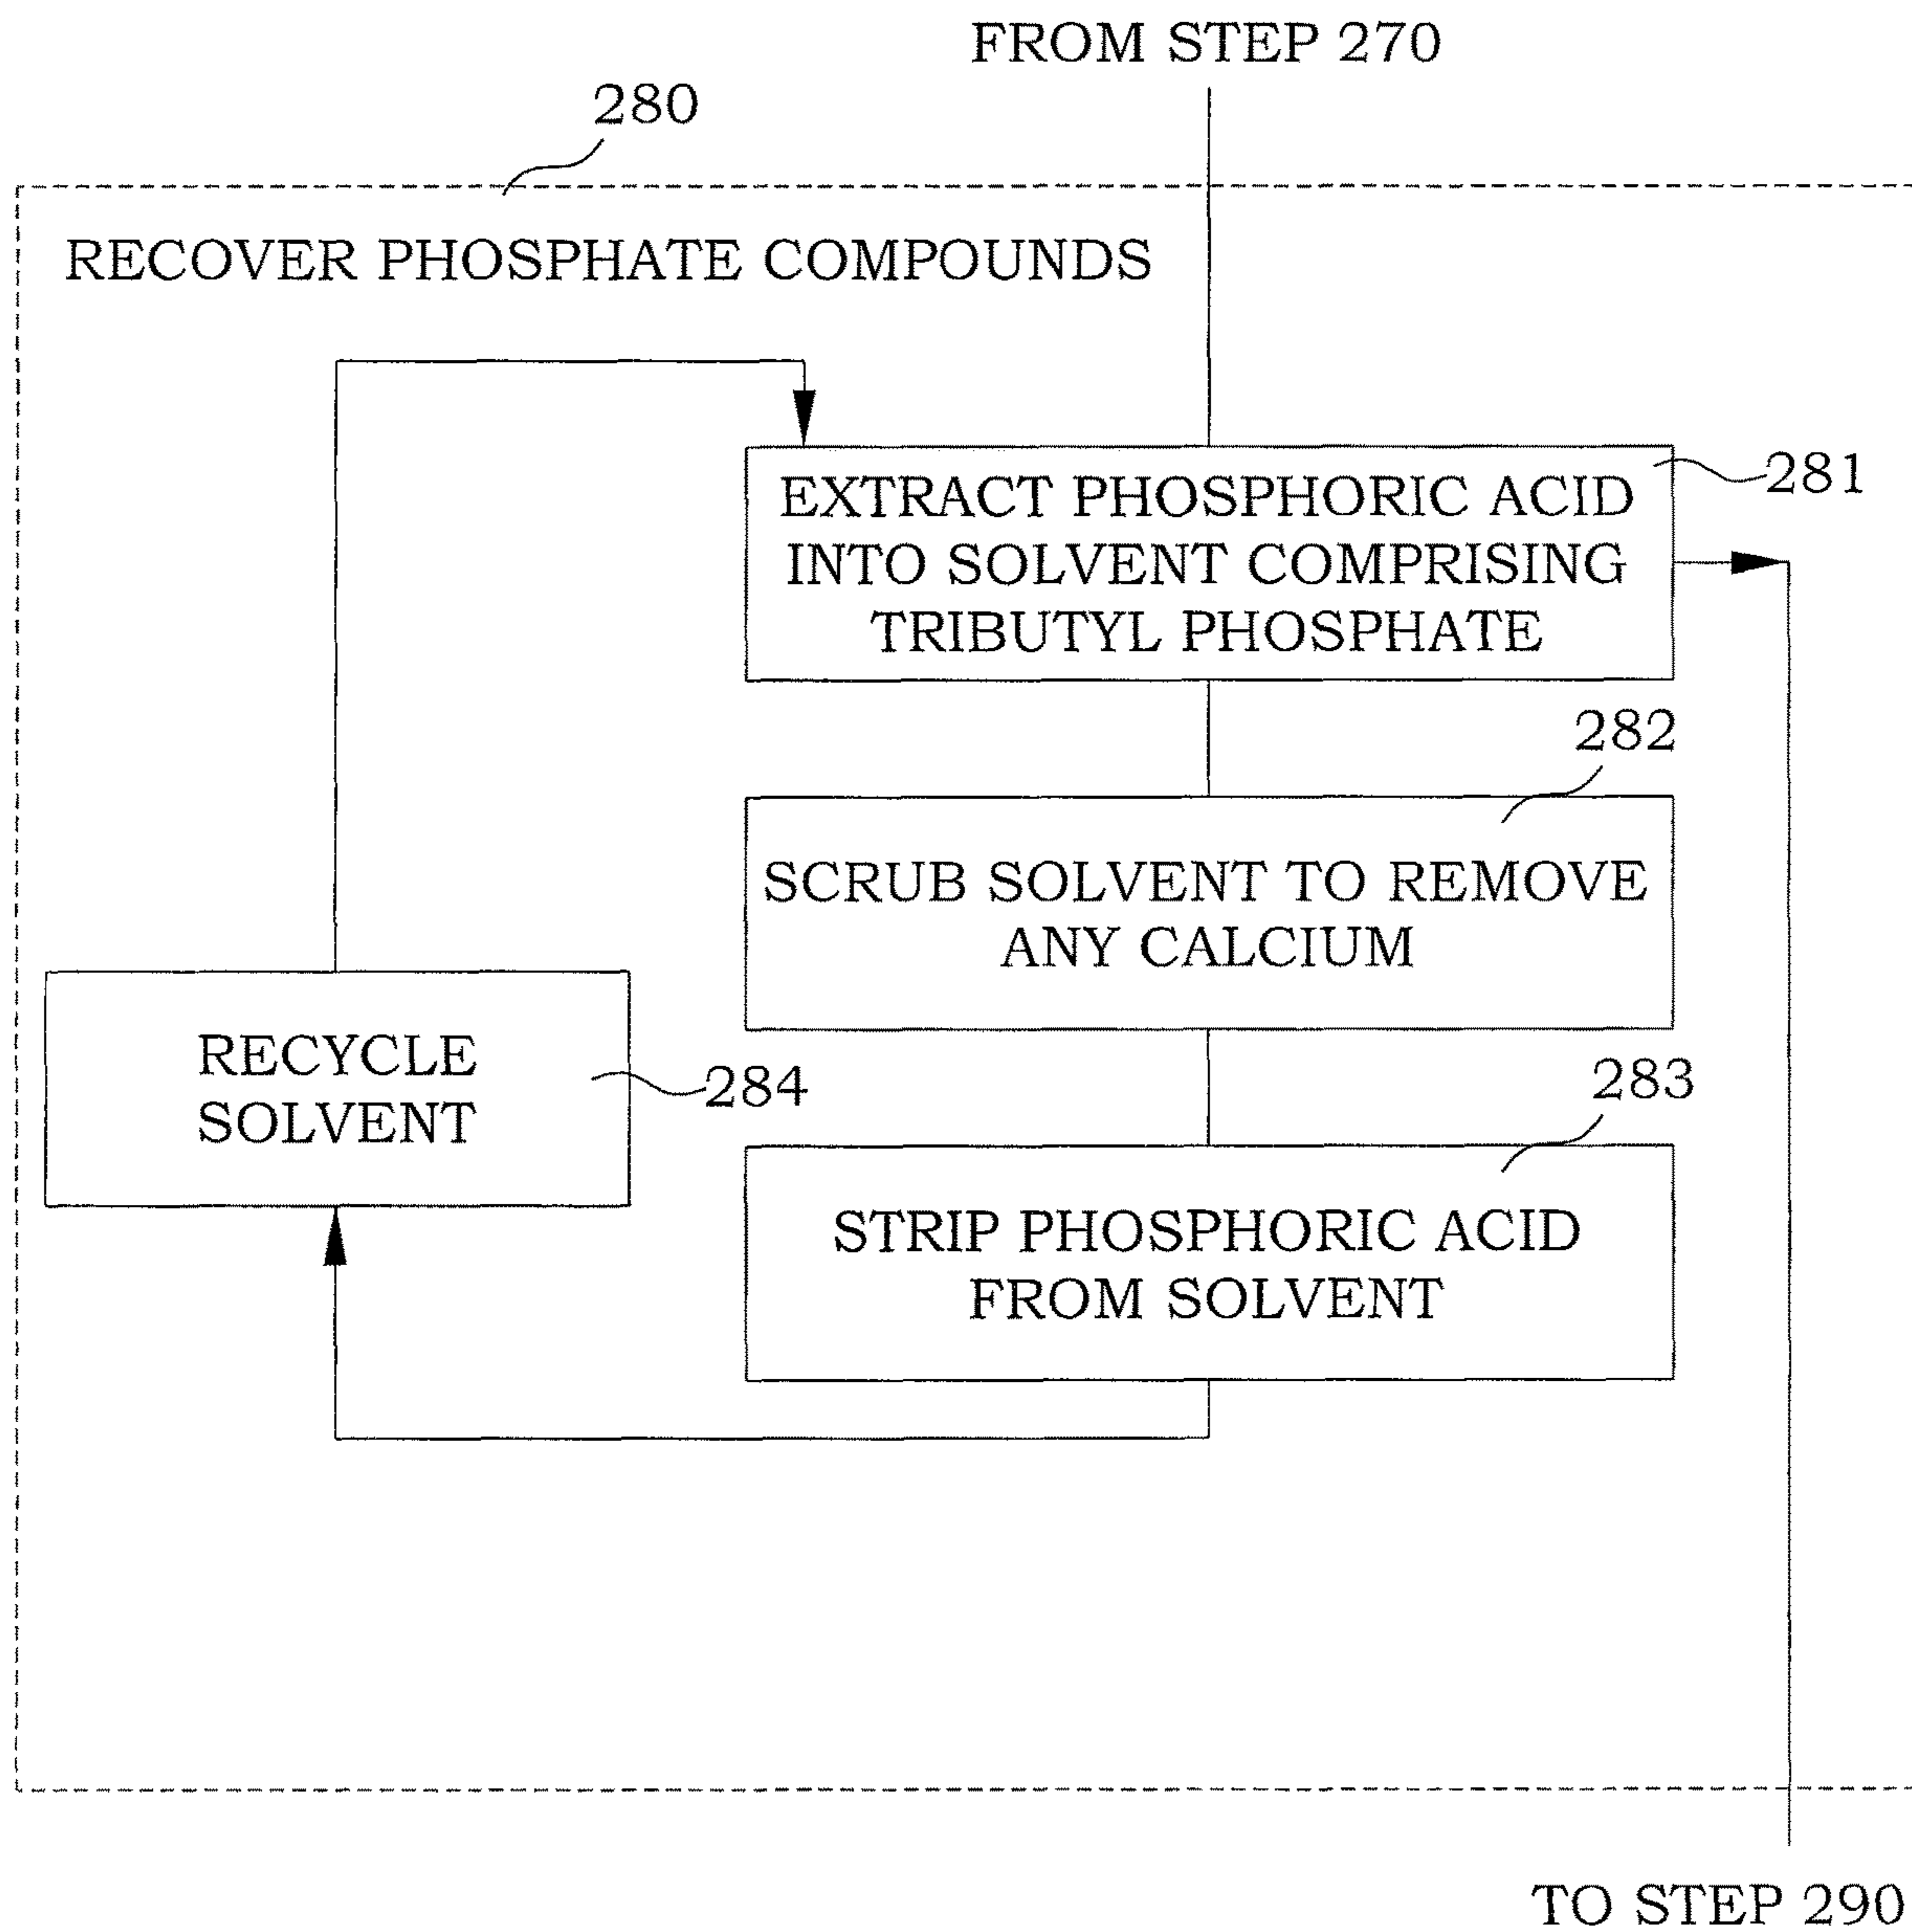 FROM STEP 270
280
RECOVER PHOSPHATE COMPOUNDS
EXTRACT PHOSPHORIC ACID
INTO SOLVENT COMPRISING
TRIBUTYL PHOSPHATE
281
282
SCRUB SOLVENT TO REMOVE
ANY CALCIUM
RECYCLE
SOLVENT
284
283
STRIP PHOSPHORIC ACID
FROM SOLVENT
TO STEP 290